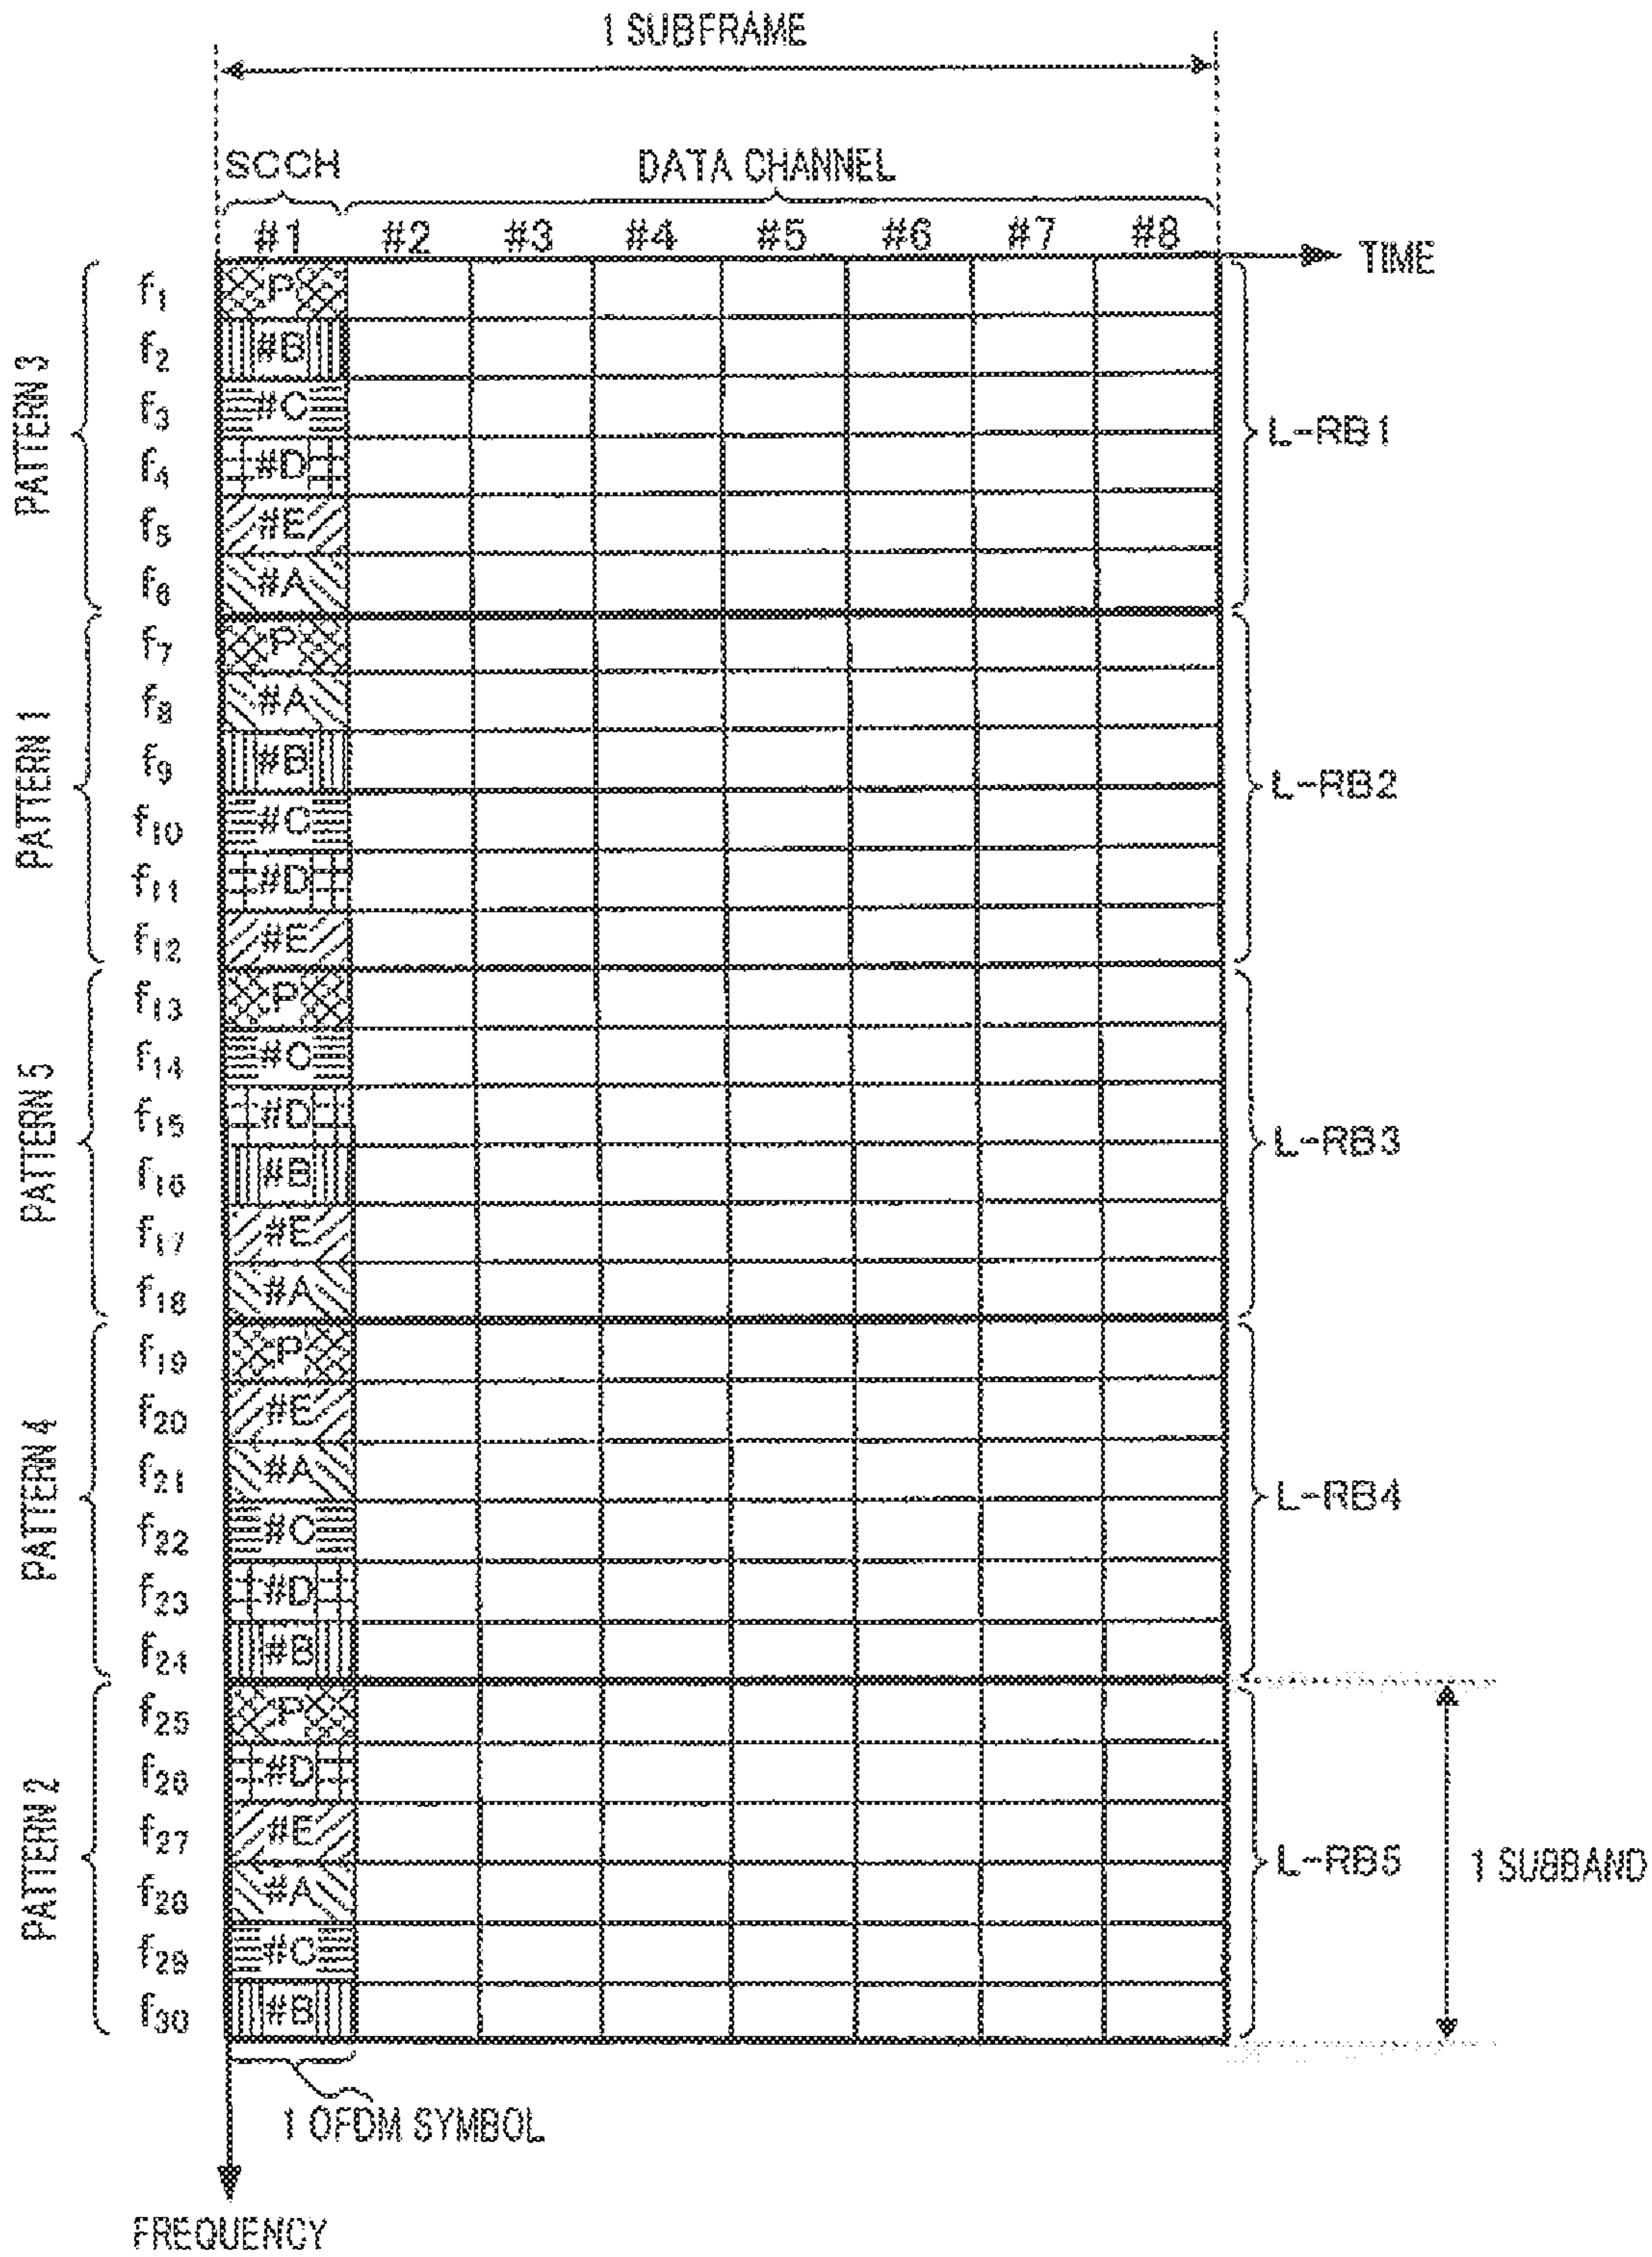 1 SUBFRAME
SCCH DATA CHANNEL
#1 #2 #3 #4 #5 #6 #7 #8
TIME
PATTERN 3
L-RB1
f1 P
f2 #B
f3 #C
f4 #D
f5 #E
f6 #A
PATTERN 1
L-RB2
f7 P
f8 #A
f9 #B
f10 #C
f11 #D
f12 #E
PATTERN 5
L-RB3
f13 P
f14 #C
f15 #D
f16 #B
f17 #E
f18 #A
PATTERN 4
L-RB4
f19 P
f20 #E
f21 #A
f22 #C
f23 #D
f24 #B
PATTERN 2
L-RB5
1 SUBBAND
f25 P
f26 #D
f27 #E
f28 #A
f29 #C
f30 #B
1 OFDM SYMBOL
FREQUENCY